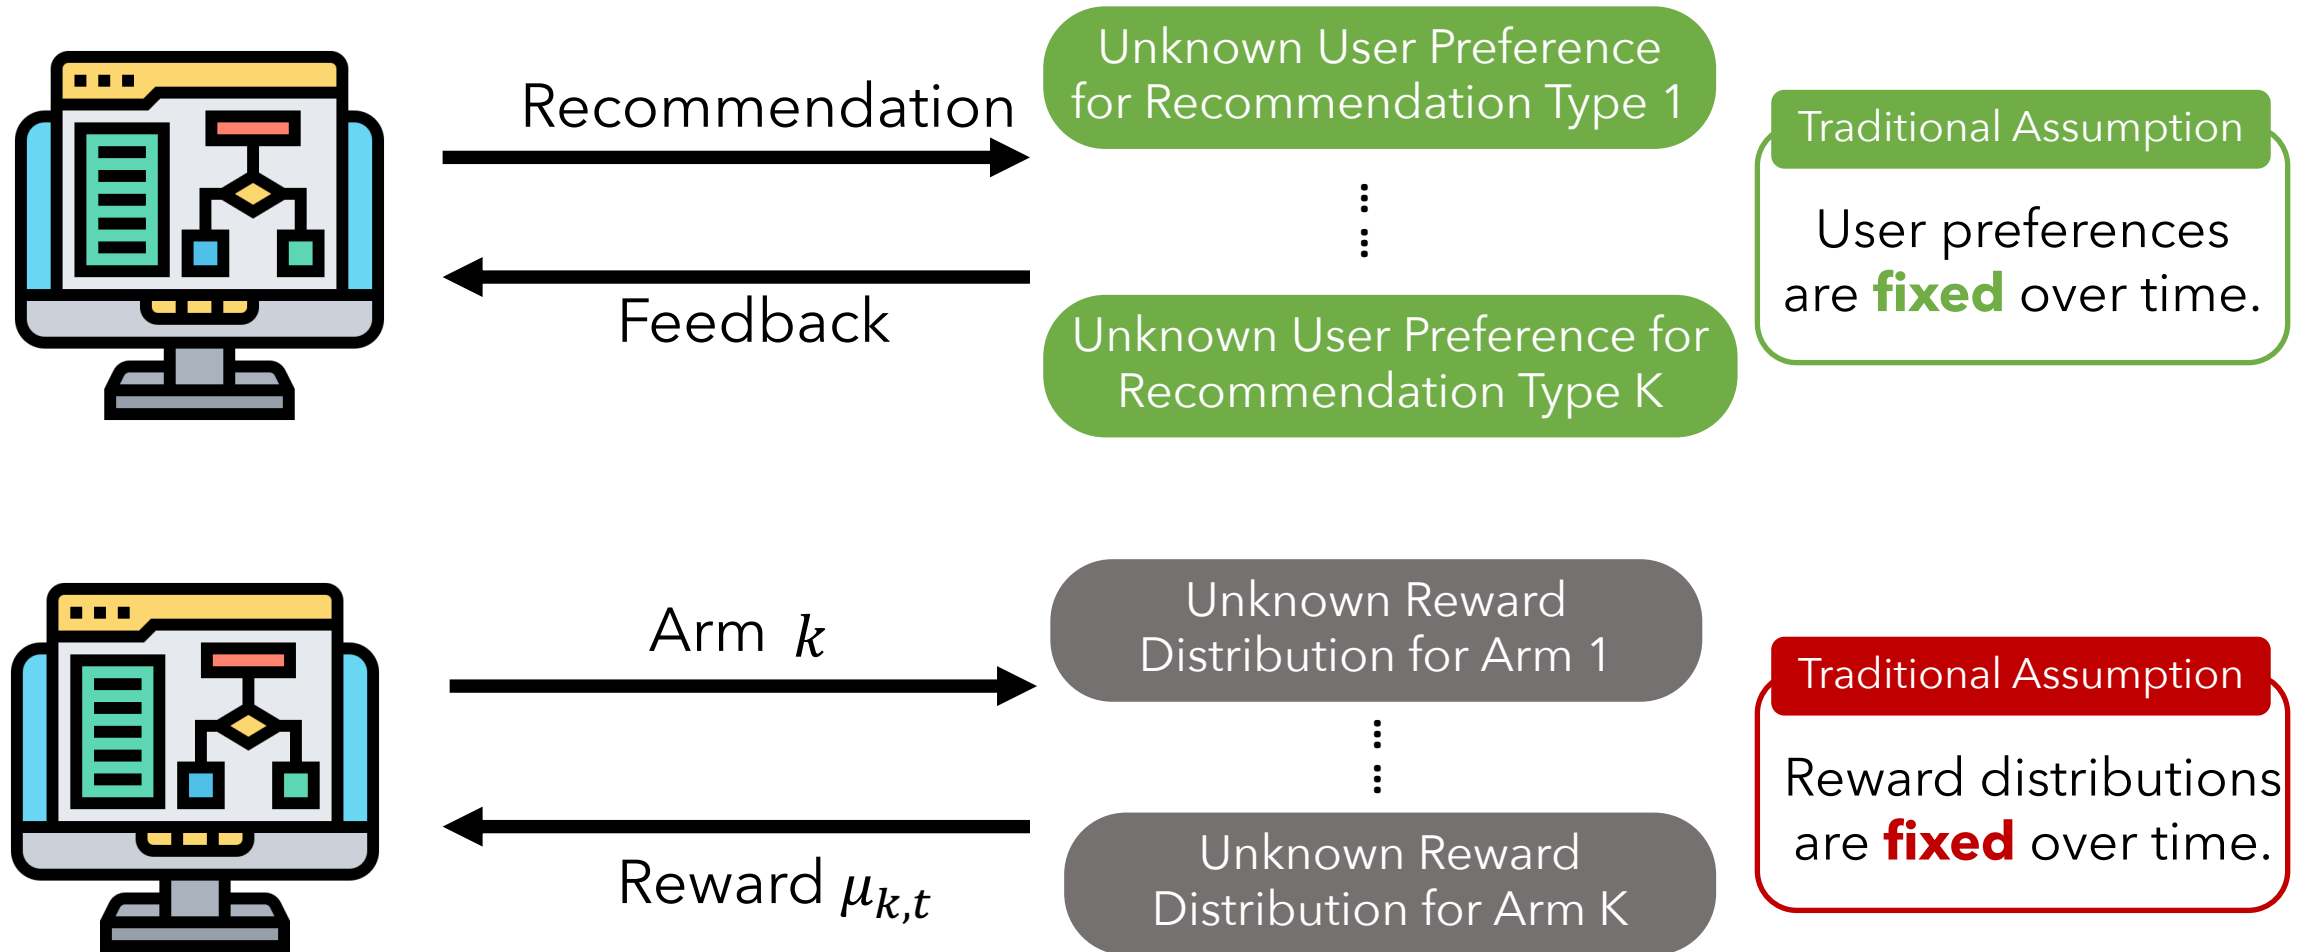 Recommendation
Feedback
Unknown User Preference
for Recommendation Type 1
Unknown User Preference for
Recommendation Type K
Traditional Assumption
User preferences
are fixed over time.
Arm k
Reward μ_{k,t}
Unknown Reward
Distribution for Arm 1
Unknown Reward
Distribution for Arm K
Traditional Assumption
Reward distributions
are fixed over time.